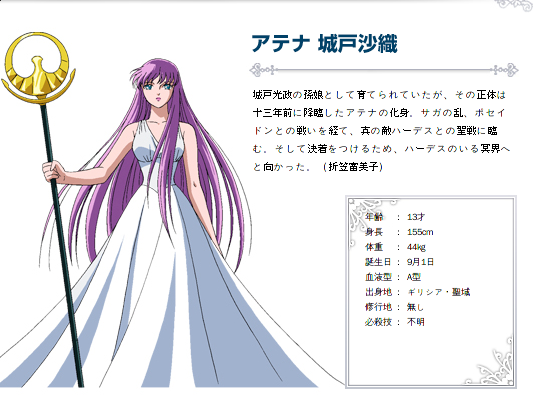 アテナ 城戸沙織
城戸光政の孫娘として育てられていたが、その正体は
十三年前に降臨したアテナの化身。サガの乱、ポセイ
ドンとの戦いを経て、真の敵ハーデスとの聖戦に臨
む。そして決着をつけるため、ハーデスのいる冥界へ
と向かった。(折笠富美子)
年齢 : 13才
身長 : 155cm
体重 : 44kg
誕生日 : 9月1日
血液型 : A型
出身地 : ギリシア・聖域
修行地 : 無し
必殺技 : 不明